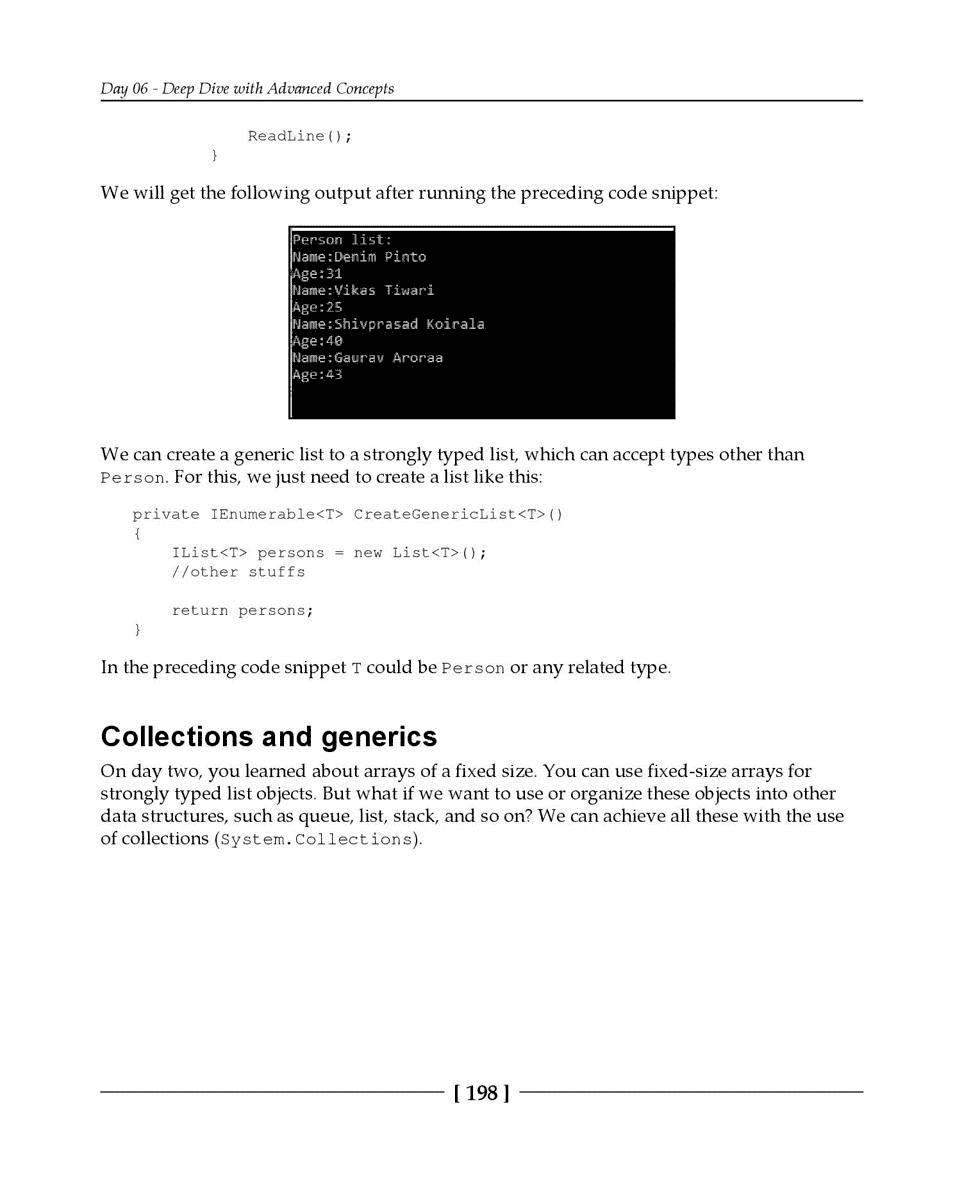 Day 06 - Deep Dive with Advanced Concepts
ReadLine();
}
We will get the following output after running the preceding code snippet:
Person list:
Name:Denim Pinto
Age:31
Name:Vikas Tiwari
Age:25
Name:Shivprasad Koirala
Age:40
Name:Gaurav Aroraa
Age:43
We can create a generic list to a strongly typed list, which can accept types other than
Person. For this, we just need to create a list like this:
private IEnumerable<T> CreateGenericList<T>()
{
IList<T> persons = new List<T>();
//other stuffs
return persons;
}
In the preceding code snippet T could be Person or any related type.
Collections and generics
On day two, you learned about arrays of a fixed size. You can use fixed-size arrays for
strongly typed list objects. But what if we want to use or organize these objects into other
data structures, such as queue, list, stack, and so on? We can achieve all these with the use
of collections (System.Collections).
[ 198 ]